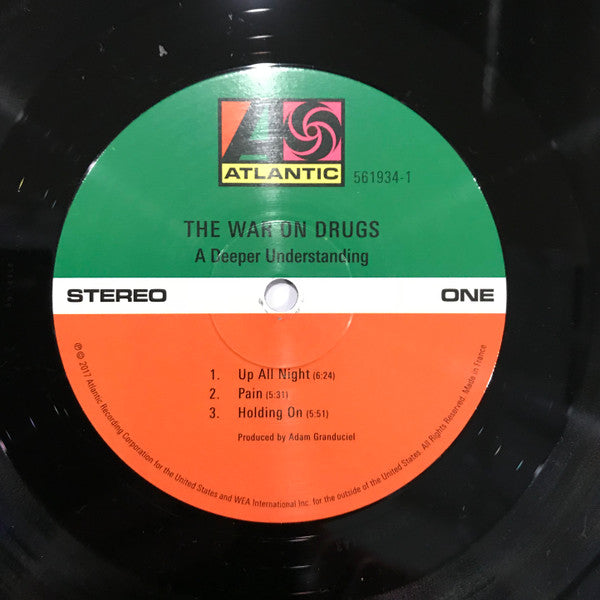 ATLANTIC
561934-1
THE WAR ON DRUGS
A Deeper Understanding
STEREO ONE
1. Up All Night (6:24)
2. Pain (5:31)
3. Holding On (5:51)
Produced by Adam Granduciel
℗ © 2017 Atlantic Recording Corporation for the United States and WEA International Inc. for the outside of the United States. All Rights Reserved. Made in France